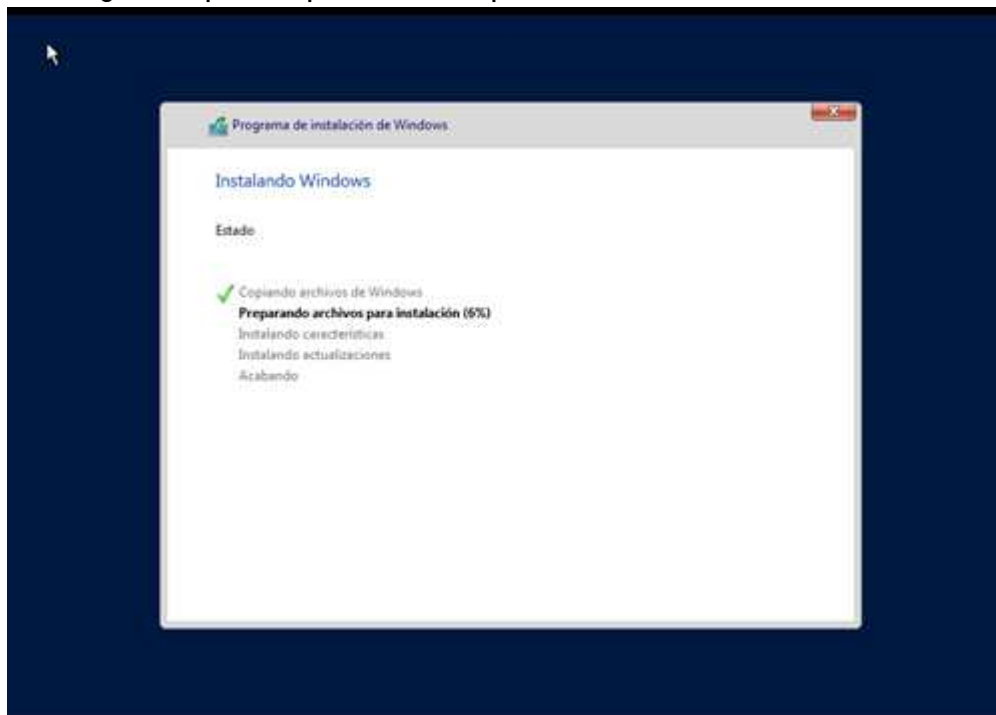 Programa de instalación de Windows
Instalando Windows
Estado
Copiando archivos de Windows
Preparando archivos para instalación (6%)
Instalando características
Instalando actualizaciones
Acabando